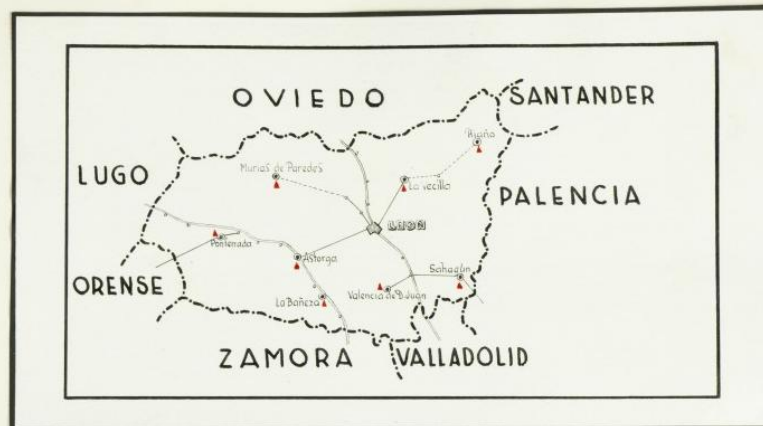 OVIEDO
SANTANDER
Riaño
LUGO
Murias de Paredes
La Vecilla
PALENCIA
LEÓN
Ponferrada
Astorga
Sahagún
ORENSE
La Bañeza
Valencia de D. Juan
ZAMORA
VALLADOLID